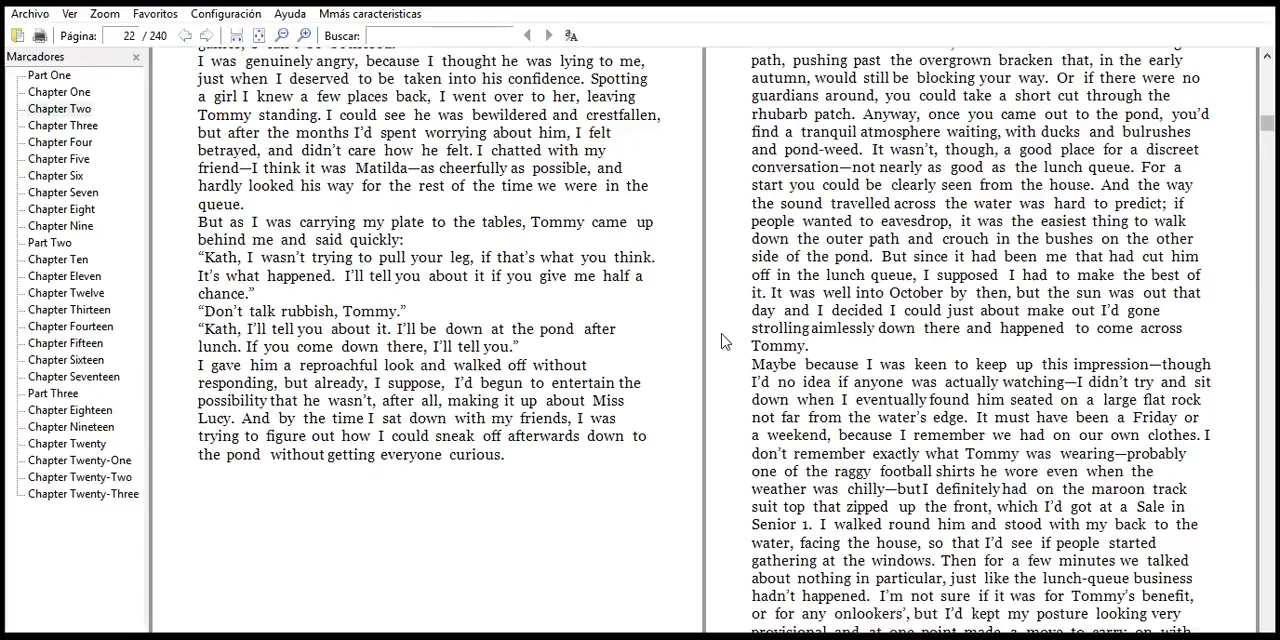 Archivo Ver Zoom Favoritos Configuración Ayuda Mmás caracteristicas
Página: 22 / 240 Buscar:
Marcadores
Part One
Chapter One
Chapter Two
Chapter Three
Chapter Four
Chapter Five
Chapter Six
Chapter Seven
Chapter Eight
Chapter Nine
Part Two
Chapter Ten
Chapter Eleven
Chapter Twelve
Chapter Thirteen
Chapter Fourteen
Chapter Fifteen
Chapter Sixteen
Chapter Seventeen
Part Three
Chapter Eighteen
Chapter Nineteen
Chapter Twenty
Chapter Twenty-One
Chapter Twenty-Two
Chapter Twenty-Three
I was genuinely angry, because I thought he was lying to me,
just when I deserved to be taken into his confidence. Spotting
a girl I knew a few places back, I went over to her, leaving
Tommy standing. I could see he was bewildered and crestfallen,
but after the months I’d spent worrying about him, I felt
betrayed, and didn’t care how he felt. I chatted with my
friend—I think it was Matilda—as cheerfully as possible, and
hardly looked his way for the rest of the time we were in the
queue.
But as I was carrying my plate to the tables, Tommy came up
behind me and said quickly:
“Kath, I wasn’t trying to pull your leg, if that’s what you think.
It’s what happened. I’ll tell you about it if you give me half a
chance.”
“Don’t talk rubbish, Tommy.”
“Kath, I’ll tell you about it. I’ll be down at the pond after
lunch. If you come down there, I’ll tell you.”
I gave him a reproachful look and walked off without
responding, but already, I suppose, I’d begun to entertain the
possibility that he wasn’t, after all, making it up about Miss
Lucy. And by the time I sat down with my friends, I was
trying to figure out how I could sneak off afterwards down to
the pond without getting everyone curious.
path, pushing past the overgrown bracken that, in the early
autumn, would still be blocking your way. Or if there were no
guardians around, you could take a short cut through the
rhubarb patch. Anyway, once you came out to the pond, you’d
find a tranquil atmosphere waiting, with ducks and bulrushes
and pond-weed. It wasn’t, though, a good place for a discreet
conversation—not nearly as good as the lunch queue. For a
start you could be clearly seen from the house. And the way
the sound travelled across the water was hard to predict; if
people wanted to eavesdrop, it was the easiest thing to walk
down the outer path and crouch in the bushes on the other
side of the pond. But since it had been me that had cut him
off in the lunch queue, I supposed I had to make the best of
it. It was well into October by then, but the sun was out that
day and I decided I could just about make out I’d gone
strolling aimlessly down there and happened to come across
Tommy.
Maybe because I was keen to keep up this impression—though
I’d no idea if anyone was actually watching—I didn’t try and sit
down when I eventually found him seated on a large flat rock
not far from the water’s edge. It must have been a Friday or
a weekend, because I remember we had on our own clothes. I
don’t remember exactly what Tommy was wearing—probably
one of the raggy football shirts he wore even when the
weather was chilly—but I definitely had on the maroon track
suit top that zipped up the front, which I’d got at a Sale in
Senior 1. I walked round him and stood with my back to the
water, facing the house, so that I’d see if people started
gathering at the windows. Then for a few minutes we talked
about nothing in particular, just like the lunch-queue business
hadn’t happened. I’m not sure if it was for Tommy’s benefit,
or for any onlookers’, but I’d kept my posture looking very
provisional, and at one point made a move to carry on with